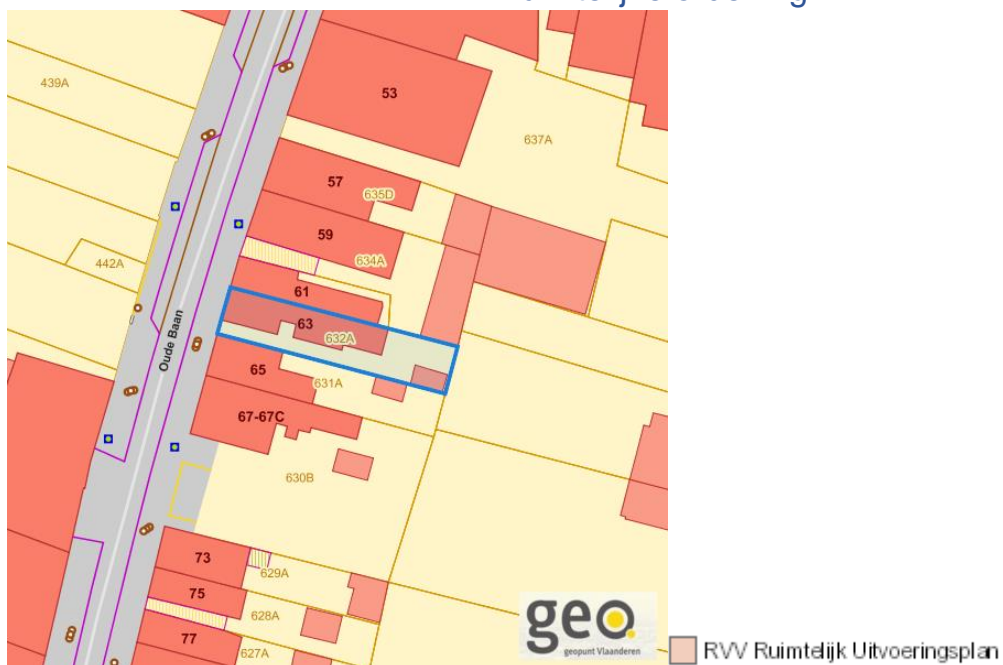 439A
53
637A
57
635D
59
634A
442A
61
63
632A
Oude Baan
65
631A
67-67C
630B
73
629A
75
628A
77
627A
geo
geopunt Vlaanderen
RVV Ruimtelijk Uitvoeringsplan